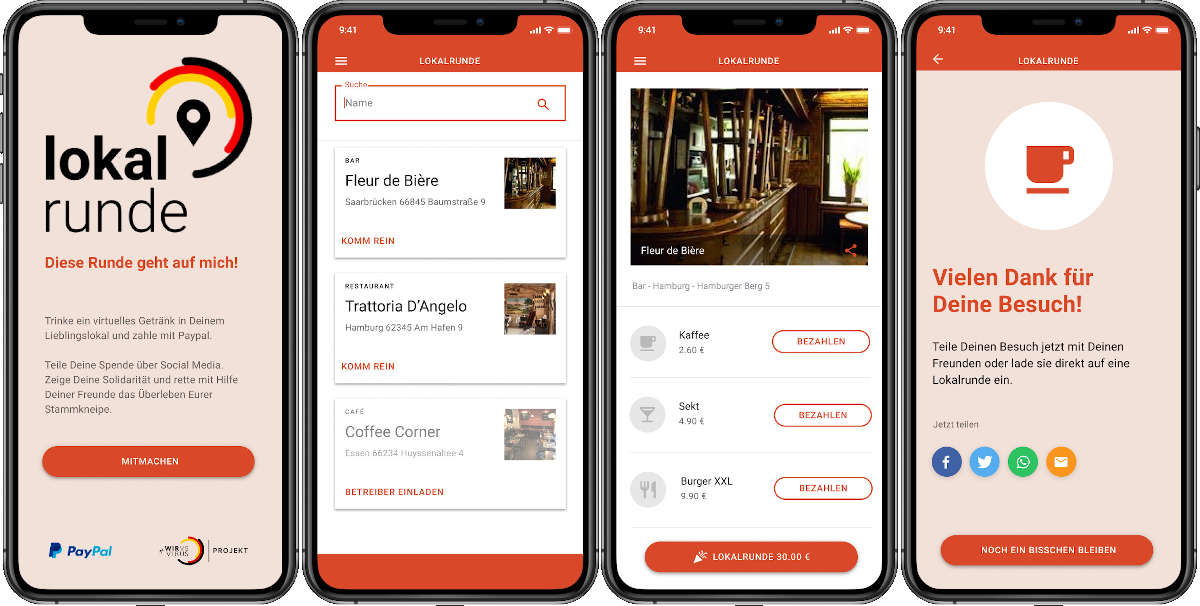 lokal
runde
Diese Runde geht auf mich!
Trinke ein virtuelles Getränk in Deinem
Lieblingslokal und zahle mit Paypal.
Teile Deine Spende über Social Media.
Zeige Deine Solidarität und rette mit Hilfe
Deiner Freunde das Überleben Eurer
Stammkneipe.
MITMACHEN
PayPal
#WIRVS
VIRUS
PROJEKT
9:41
LOKALRUNDE
Suche
Name
BAR
Fleur de Bière
Saarbrücken 66845 Baumstraße 9
KOMM REIN
RESTAURANT
Trattoria D'Angelo
Hamburg 62345 Am Hafen 9
KOMM REIN
CAFÉ
Coffee Corner
Essen 66234 Huyssenallee 4
BETREIBER EINLADEN
9:41
LOKALRUNDE
Fleur de Bière
Bar - Hamburg - Hamburger Berg 5
Kaffee
2.60 €
BEZAHLEN
Sekt
4.90 €
BEZAHLEN
Burger XXL
9.90 €
BEZAHLEN
LOKALRUNDE 30.00 €
9:41
LOKALRUNDE
Vielen Dank für
Deine Besuch!
Teile Deinen Besuch jetzt mit Deinen
Freunden oder lade sie direkt auf eine
Lokalrunde ein.
Jetzt teilen
NOCH EIN BISSCHEN BLEIBEN